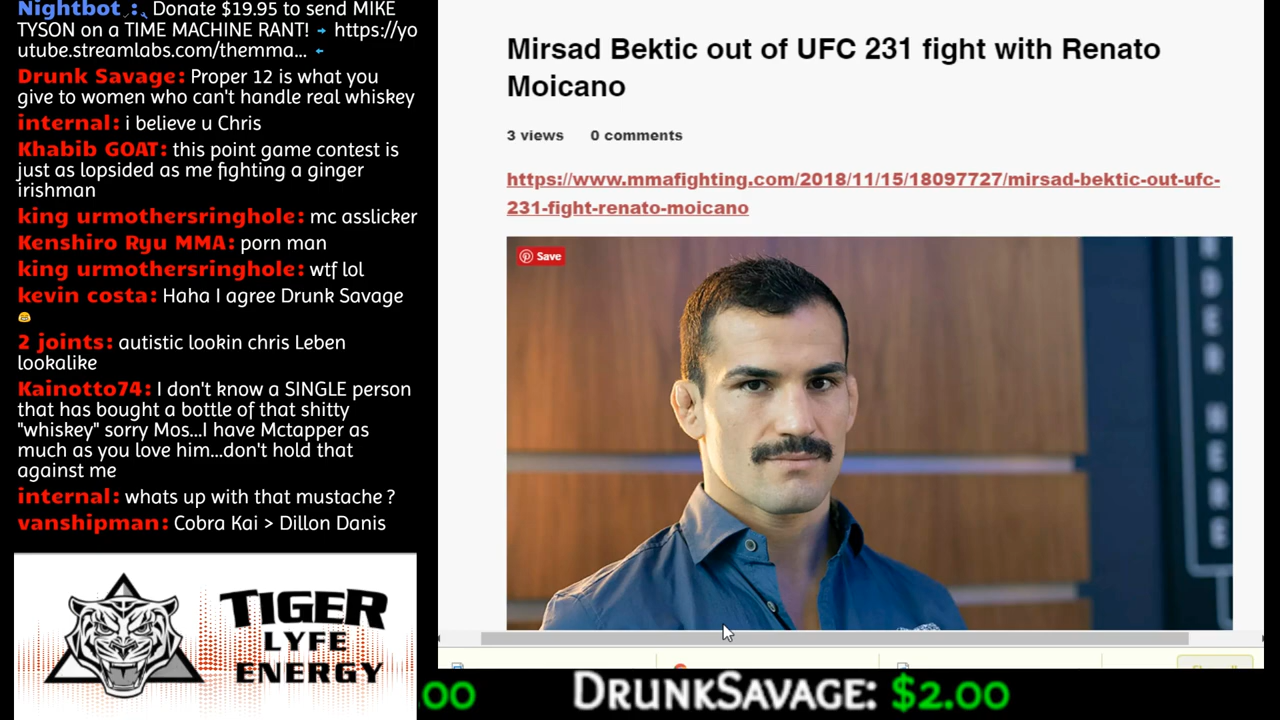 Nightbot : Donate $19.95 to send MIKE
TYSON on a TIME MACHINE RANT! → https://yo
utube.streamlabs.com/themma... ←
Drunk Savage: Proper 12 is what you
give to women who can't handle real whiskey
internal: i believe u Chris
Khabib GOAT: this point game contest is
just as lopsided as me fighting a ginger
irishman
king urmothersringhole: mc asslicker
Kenshiro Ryu MMA: porn man
king urmothersringhole: wtf lol
kevin costa: Haha I agree Drunk Savage
😂
2 joints: autistic lookin chris Leben
lookalike
Kainotto74: I don't know a SINGLE person
that has bought a bottle of that shitty
"whiskey" sorry Mos...I have Mctapper as
much as you love him...don't hold that
against me
internal: whats up with that mustache ?
vanshipman: Cobra Kai > Dillon Danis
TIGER
LYFE
ENERGY
Mirsad Bektic out of UFC 231 fight with Renato
Moicano
3 views 0 comments
https://www.mmafighting.com/2018/11/15/18097727/mirsad-bektic-out-ufc-
231-fight-renato-moicano
Save
DER HERE
.00 DRUNKSAVAGE: $2.00